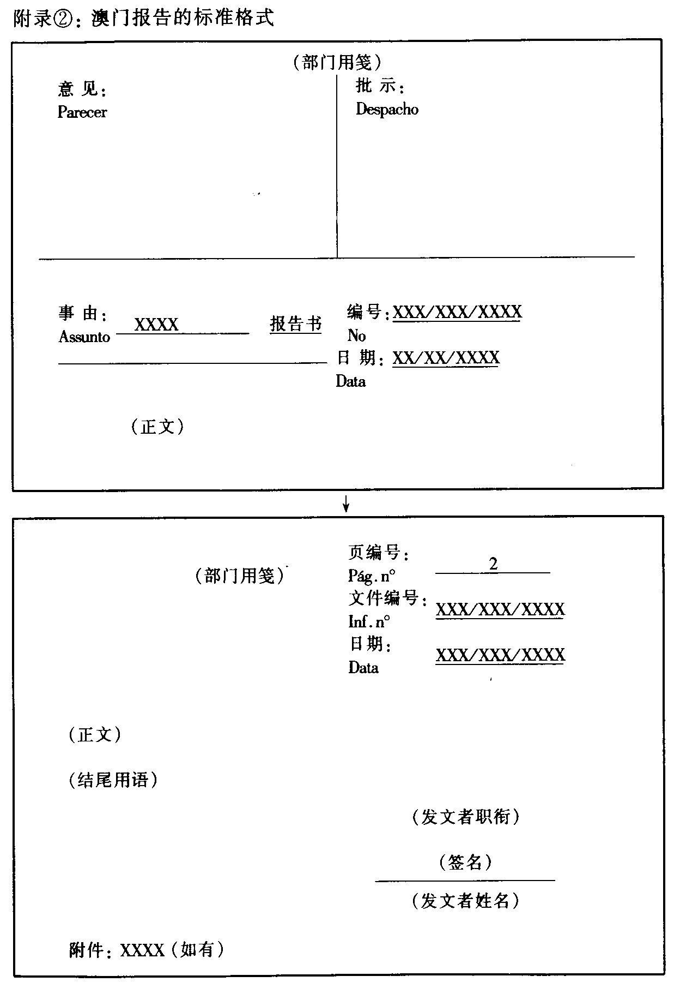 附录②：澳门报告的标准格式
（部门用笺）
意 见：
Parecer
批 示：
Despacho
事 由：
Assunto
XXXX
报告书
编号：XXX/XXX/XXXX
No
日 期：XX/XX/XXXX
Data
（正文）
（部门用笺）
页编号：
Pág.n°
2
文件编号：
Inf.n°
XXX/XXX/XXXX
日期：
Data
XXX/XXX/XXXX
（正文）
（结尾用语）
（发文者职衔）
（签名）
（发文者姓名）
附件：XXXX（如有）